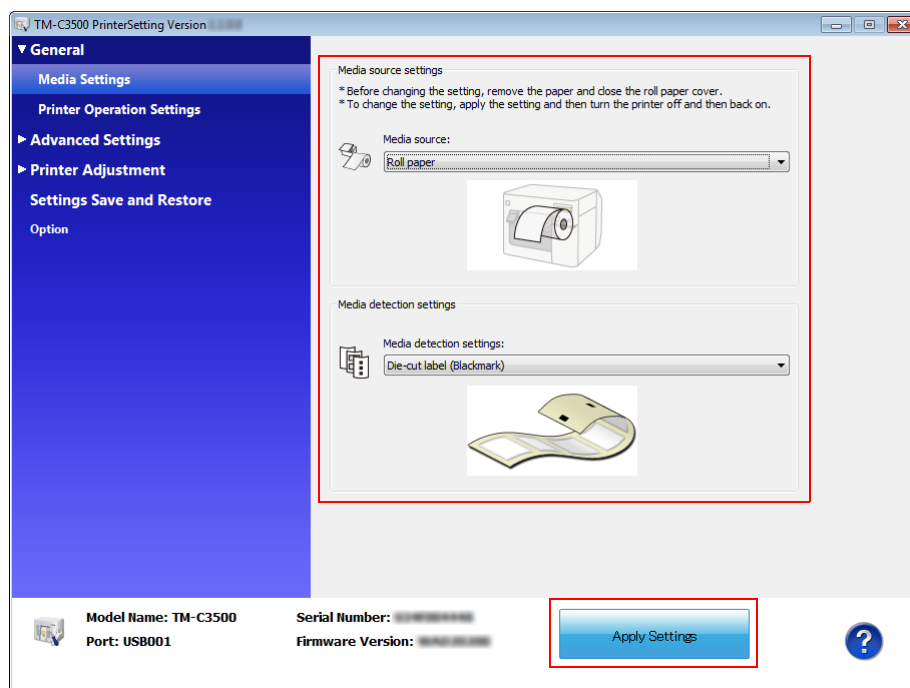 TM-C3500 PrinterSetting Version
General
Media Settings
Printer Operation Settings
Advanced Settings
Printer Adjustment
Settings Save and Restore
Option
Media source settings
* Before changing the setting, remove the paper and close the roll paper cover.
* To change the setting, apply the setting and then turn the printer off and then back on.
Media source:
Roll paper
Media detection settings
Media detection settings:
Die-cut label (Blackmark)
Model Name: TM-C3500
Serial Number:
Port: USB001
Firmware Version:
Apply Settings
?